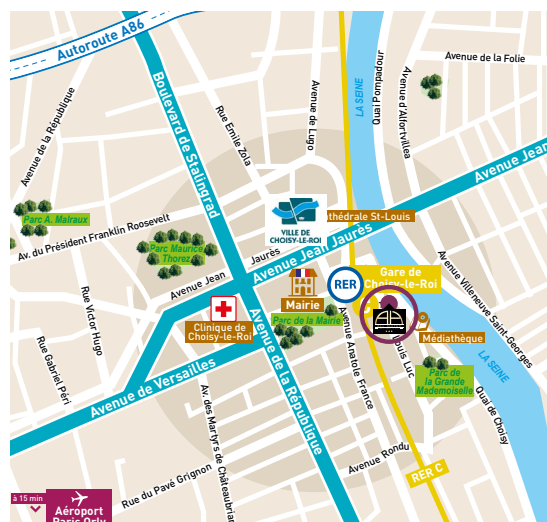 Autoroute A86
Avenue de la Folie
LA SEINE
Quai Pompadour
Avenue d'Alfortvillea
Avenue de la République
Boulevard de Stalingrad
Rue Emile Zola
Avenue de Lugo
Avenue Jean
Parc A. Malraux
VILLE DE
CHOISY-LE-ROI
thédrale St-Louis
Av. du Président Franklin Roosevelt
Parc Maurice
Thorez
Avenue Jean Jaurès
Jaurès
Avenue Jean
RER
Gare de
Choisy-le-Roi
Avenue Villeneuve Saint-Georges
Mairie
Parc de la Mairie
Clinique de
Choisy-le-Roi
Médiathèque
Rue Victor Hugo
Rue Gabriel Péri
Avenue de Versailles
Avenue de la République
Avenue Anatole France
ouis Luc
LA SEINE
Parc de
la Grande
Mademoiselle
Quai de Choisy
Av. des Martyrs de Châteaubrian
Avenue Rondu
Rue du Pavé Grignon
RER C
à 15 min
Aéroport
Paris Orly